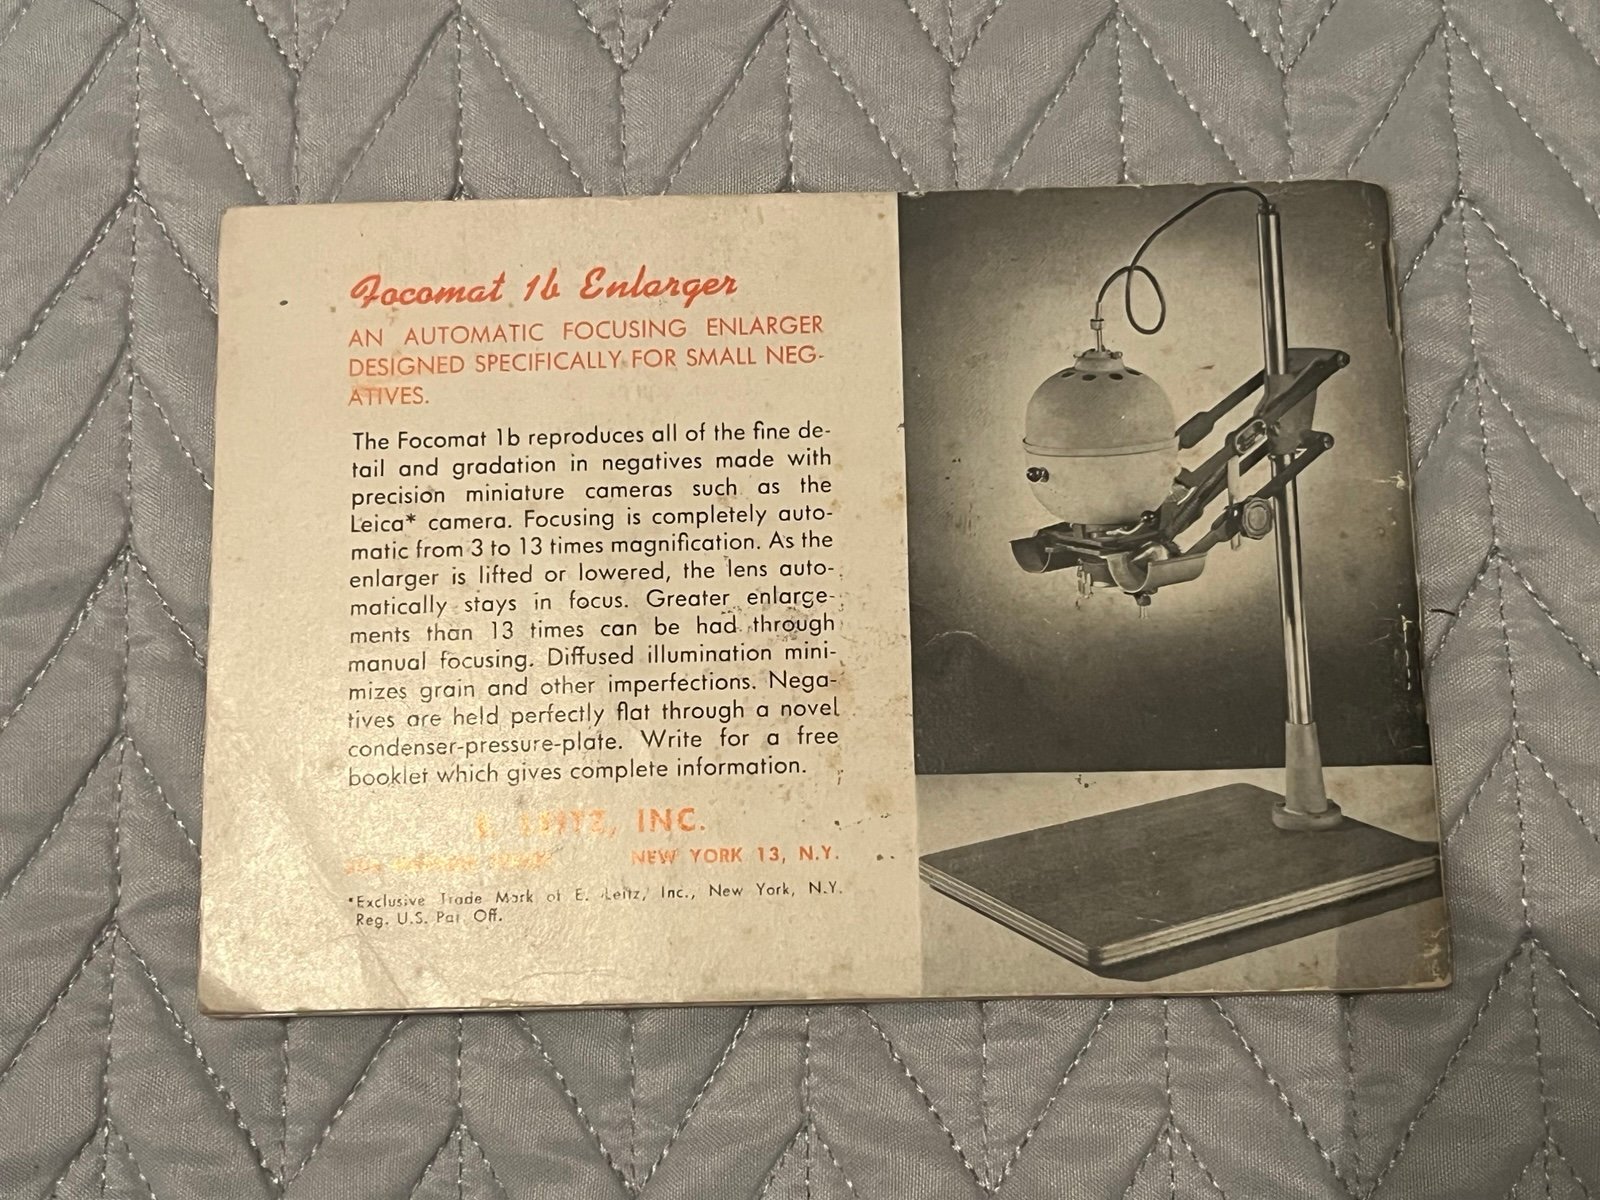 Focomat 1b Enlarger
AN AUTOMATIC FOCUSING ENLARGER
DESIGNED SPECIFICALLY FOR SMALL NEG-
ATIVES.
The Focomat 1b reproduces all of the fine de-
tail and gradation in negatives made with
precision miniature cameras such as the
Leica* camera. Focusing is completely auto-
matic from 3 to 13 times magnification. As the
enlarger is lifted or lowered, the lens auto-
matically stays in focus. Greater enlarge-
ments than 13 times can be had through
manual focusing. Diffused illumination mini-
mizes grain and other imperfections. Nega-
tives are held perfectly flat through a novel
condenser-pressure-plate. Write for a free
booklet which gives complete information.
E. LEITZ, INC.
NEW YORK 13, N.Y.
*Exclusive Trade Mark of E. Leitz, Inc., New York, N.Y.
Reg. U.S. Pat. Off.